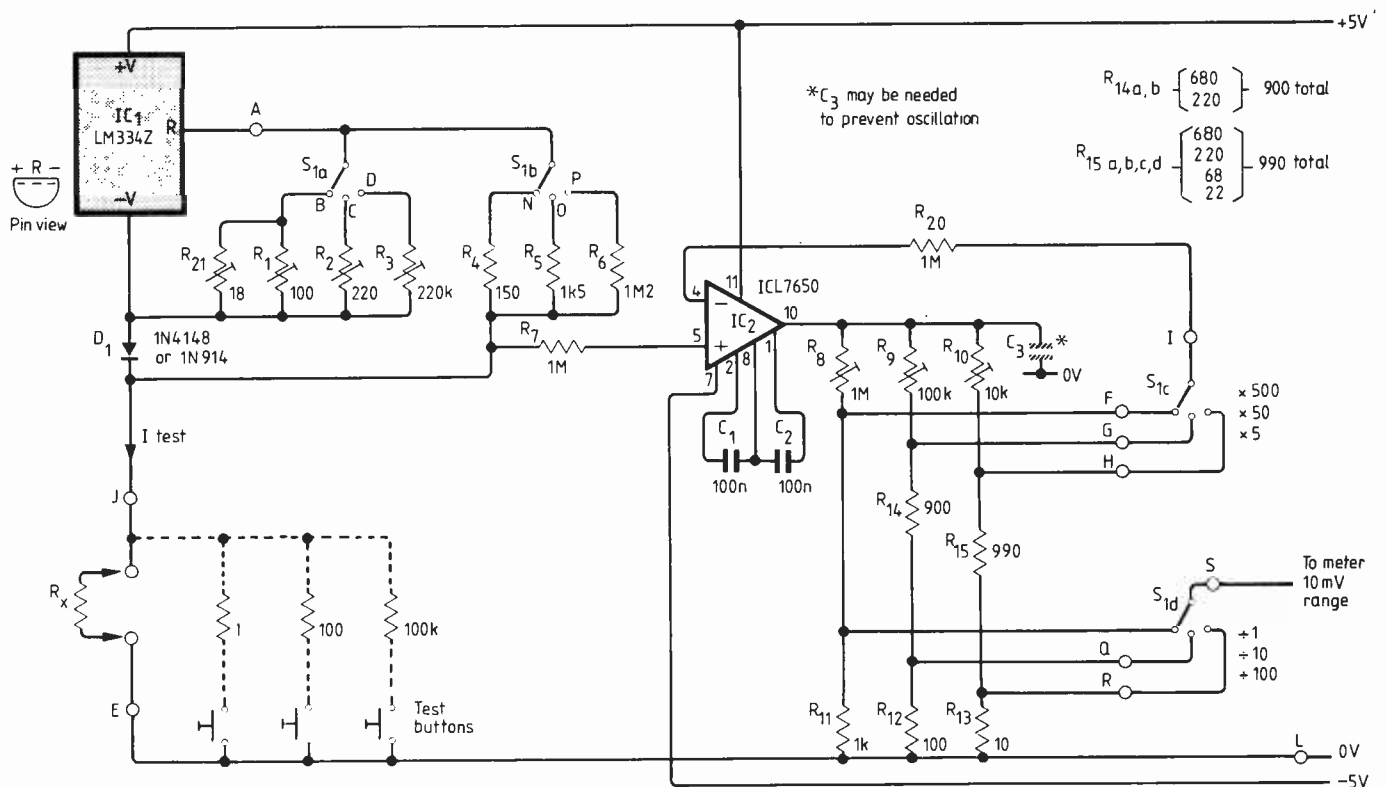 +5V
+V
IC1
LM334Z
R
-V
+ R -
Pin view
A
S1a
B
C
D
S1b
N
O
P
R21
18
R1
100
R2
220
R3
220k
R4
150
R5
1k5
R6
1M2
D1
1N4148
or 1N914
R7
1M
I test
J
Rx
1
100
100k
E
Test
buttons
*C3 may be needed
to prevent oscillation
R14a,b
680
220
900 total
R15 a,b,c,d
680
220
68
22
990 total
R20
1M
4
11
ICL7650
−
IC2
10
5
+
7
2
8
1
C1
100n
C2
100n
R8
1M
R9
100k
R10
10k
C3
*
0V
I
S1c
× 500
× 50
× 5
F
G
H
R14
900
R15
990
S
To meter
10mV
range
S1d
÷1
÷10
÷100
Q
R
R11
1k
R12
100
R13
10
L
0V
-5V